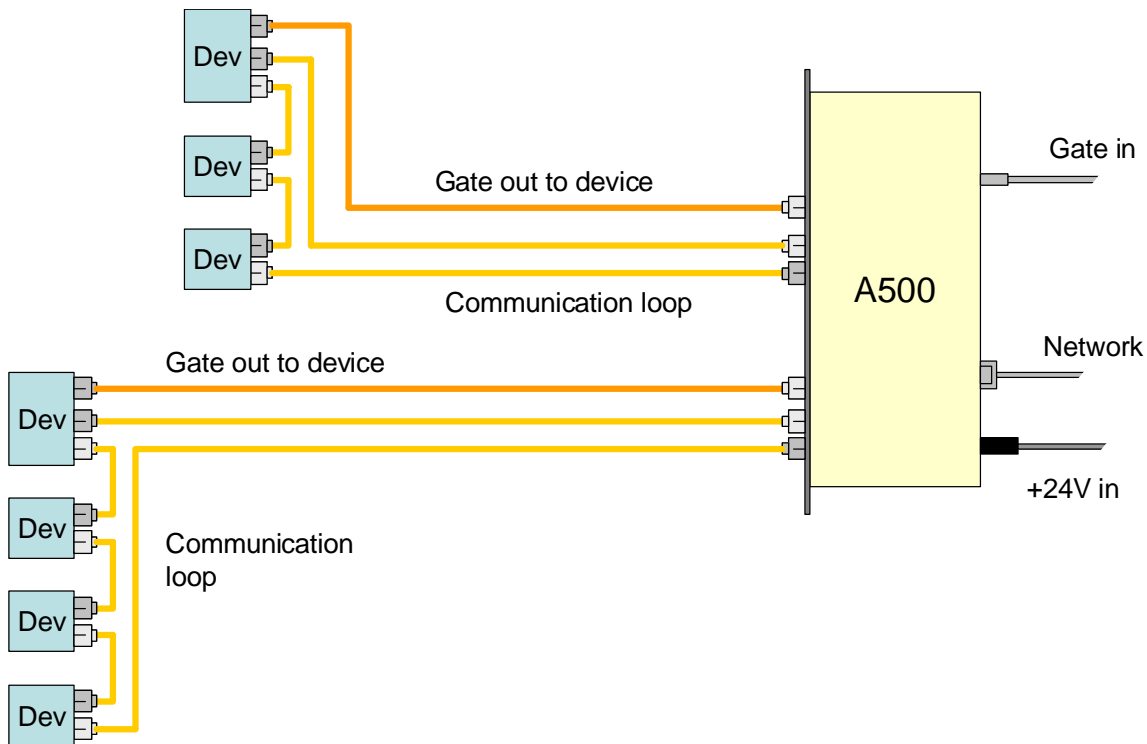 Dev
Dev
Dev
Gate out to device
Communication loop
A500
Gate in
Network
+24V in
Gate out to device
Dev
Dev
Dev
Dev
Communication
loop